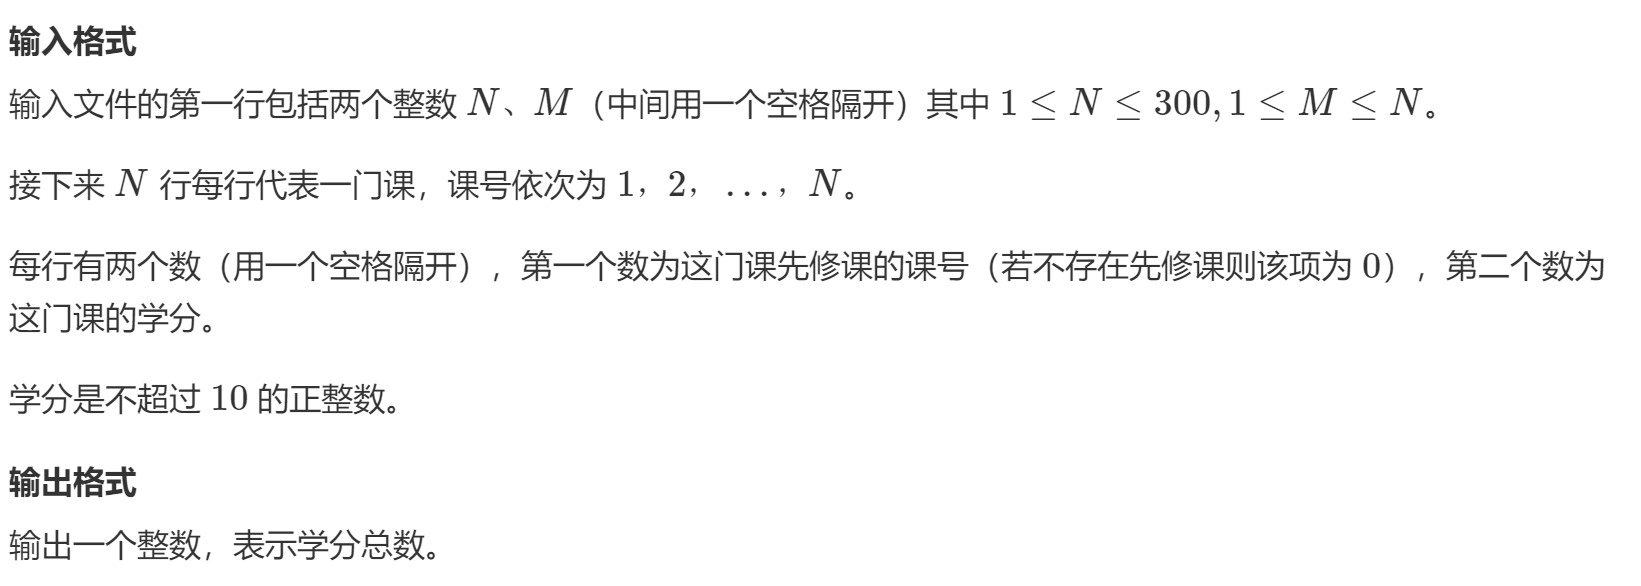 输入格式
输入文件的第一行包括两个整数 N、M（中间用一个空格隔开）其中 1 ≤ N ≤ 300, 1 ≤ M ≤ N。
接下来 N 行每行代表一门课，课号依次为 1，2，…，N。
每行有两个数（用一个空格隔开），第一个数为这门课先修课的课号（若不存在先修课则该项为 0），第二个数为
这门课的学分。
学分是不超过 10 的正整数。
输出格式
输出一个整数，表示学分总数。